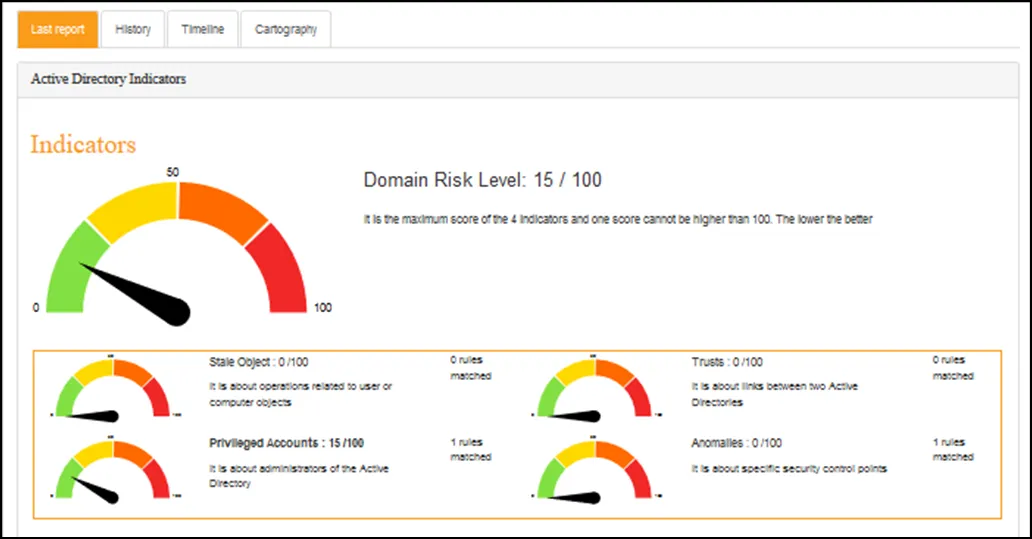 Last report
History
Timeline
Cartography
Active Directory Indicators
Indicators
50
0
100
Domain Risk Level: 15 / 100
It is the maximum score of the 4 indicators and one score cannot be higher than 100. The lower the better
Stale Object : 0 /100
It is about operations related to user or
computer objects
0 rules
matched
Trusts : 0 /100
It is about links between two Active
Directories
0 rules
matched
Privileged Accounts : 15 /100
It is about administrators of the Active
Directory
1 rules
matched
Anomalies : 0 /100
It is about specific security control points
1 rules
matched